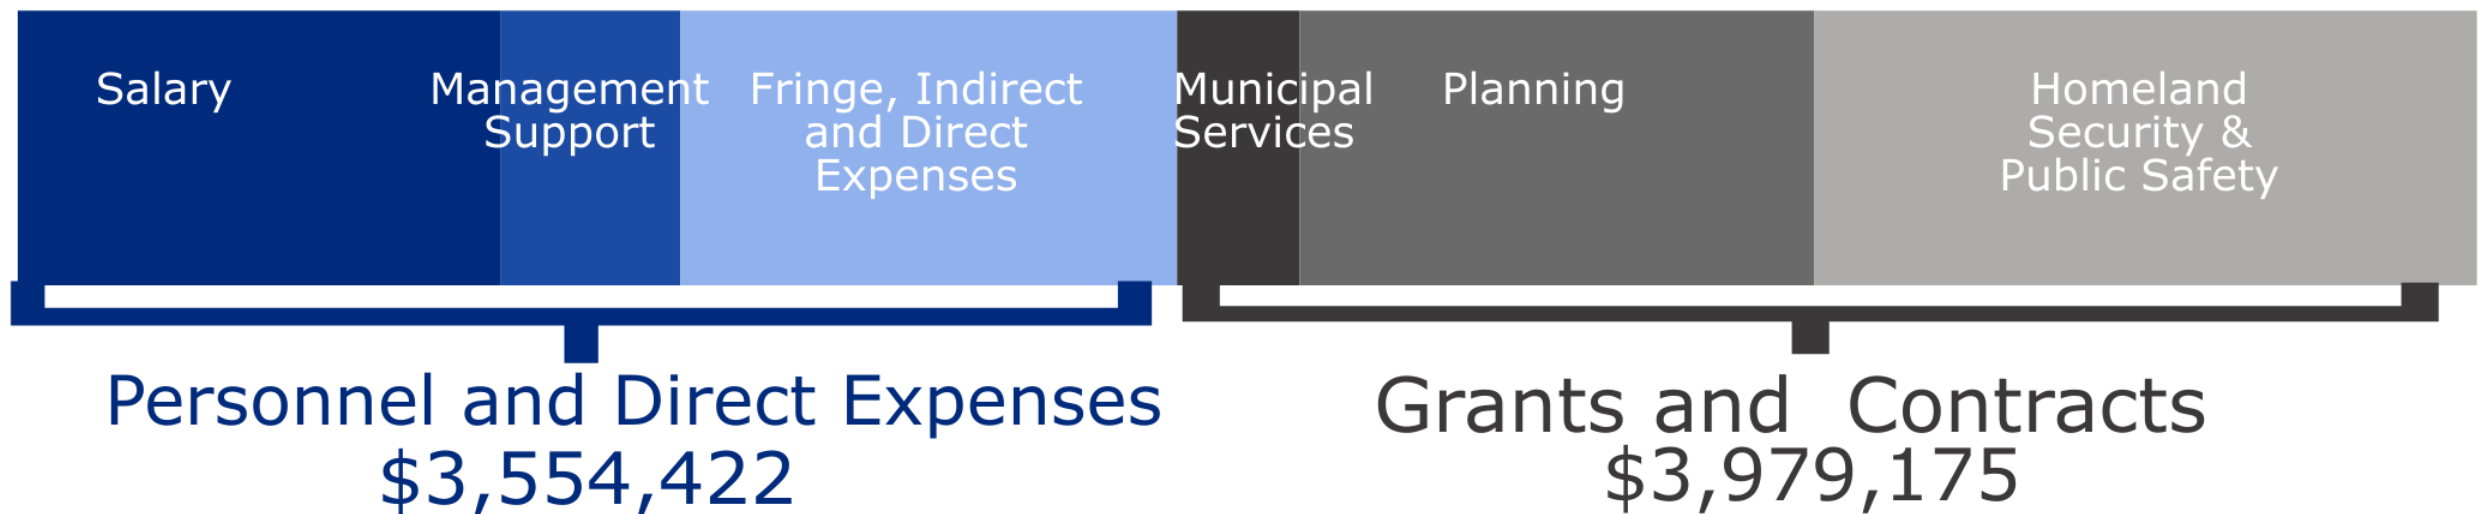 Salary
Management
Support
Fringe, Indirect
and Direct
Expenses
Municipal
Services
Planning
Homeland
Security &
Public Safety
Personnel and Direct Expenses
$3,554,422
Grants and  Contracts
$3,979,175